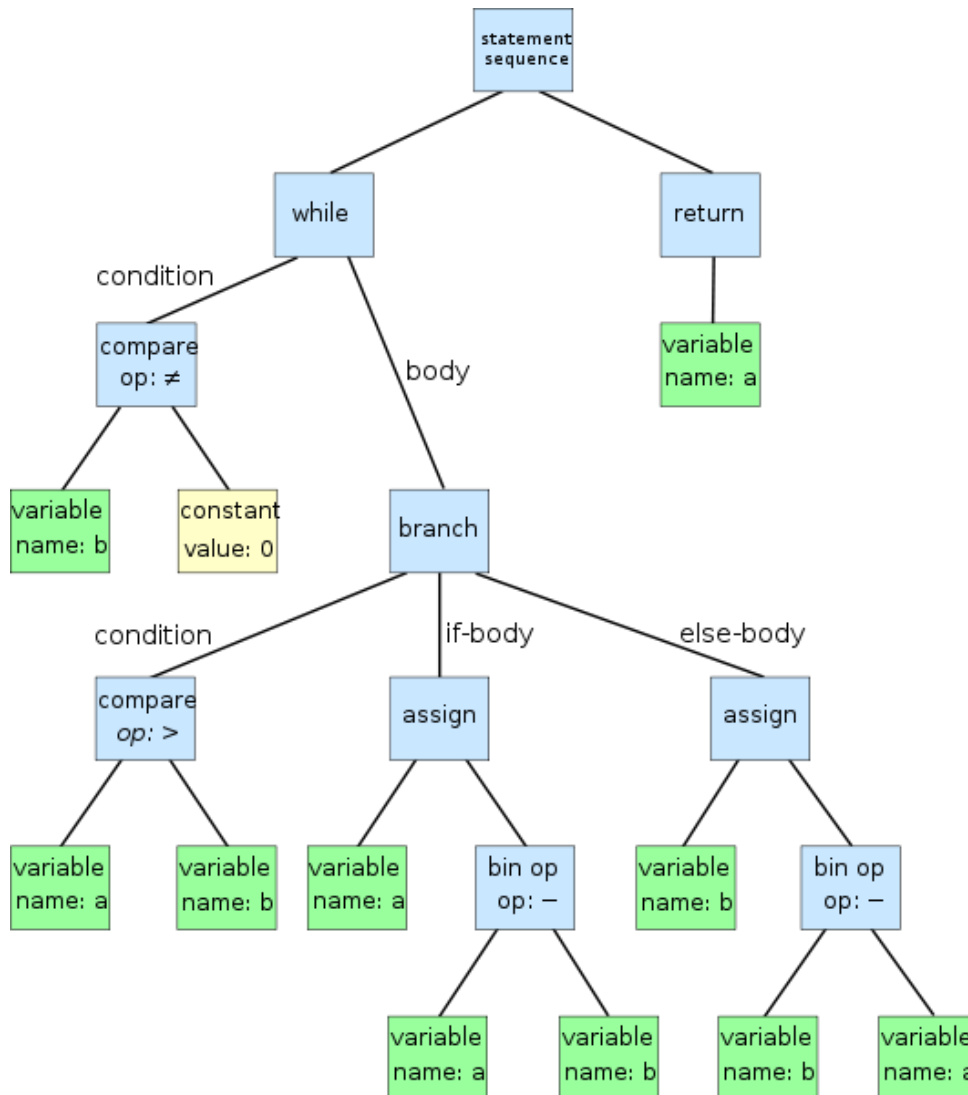 statement
sequence
while
return
condition
compare
op: ≠
body
variable
name: a
variable
name: b
constant
value: 0
branch
condition
if-body
else-body
compare
op: >
assign
assign
variable
name: a
variable
name: b
variable
name: a
bin op
op: −
variable
name: b
bin op
op: −
variable
name: a
variable
name: b
variable
name: b
variable
name: a